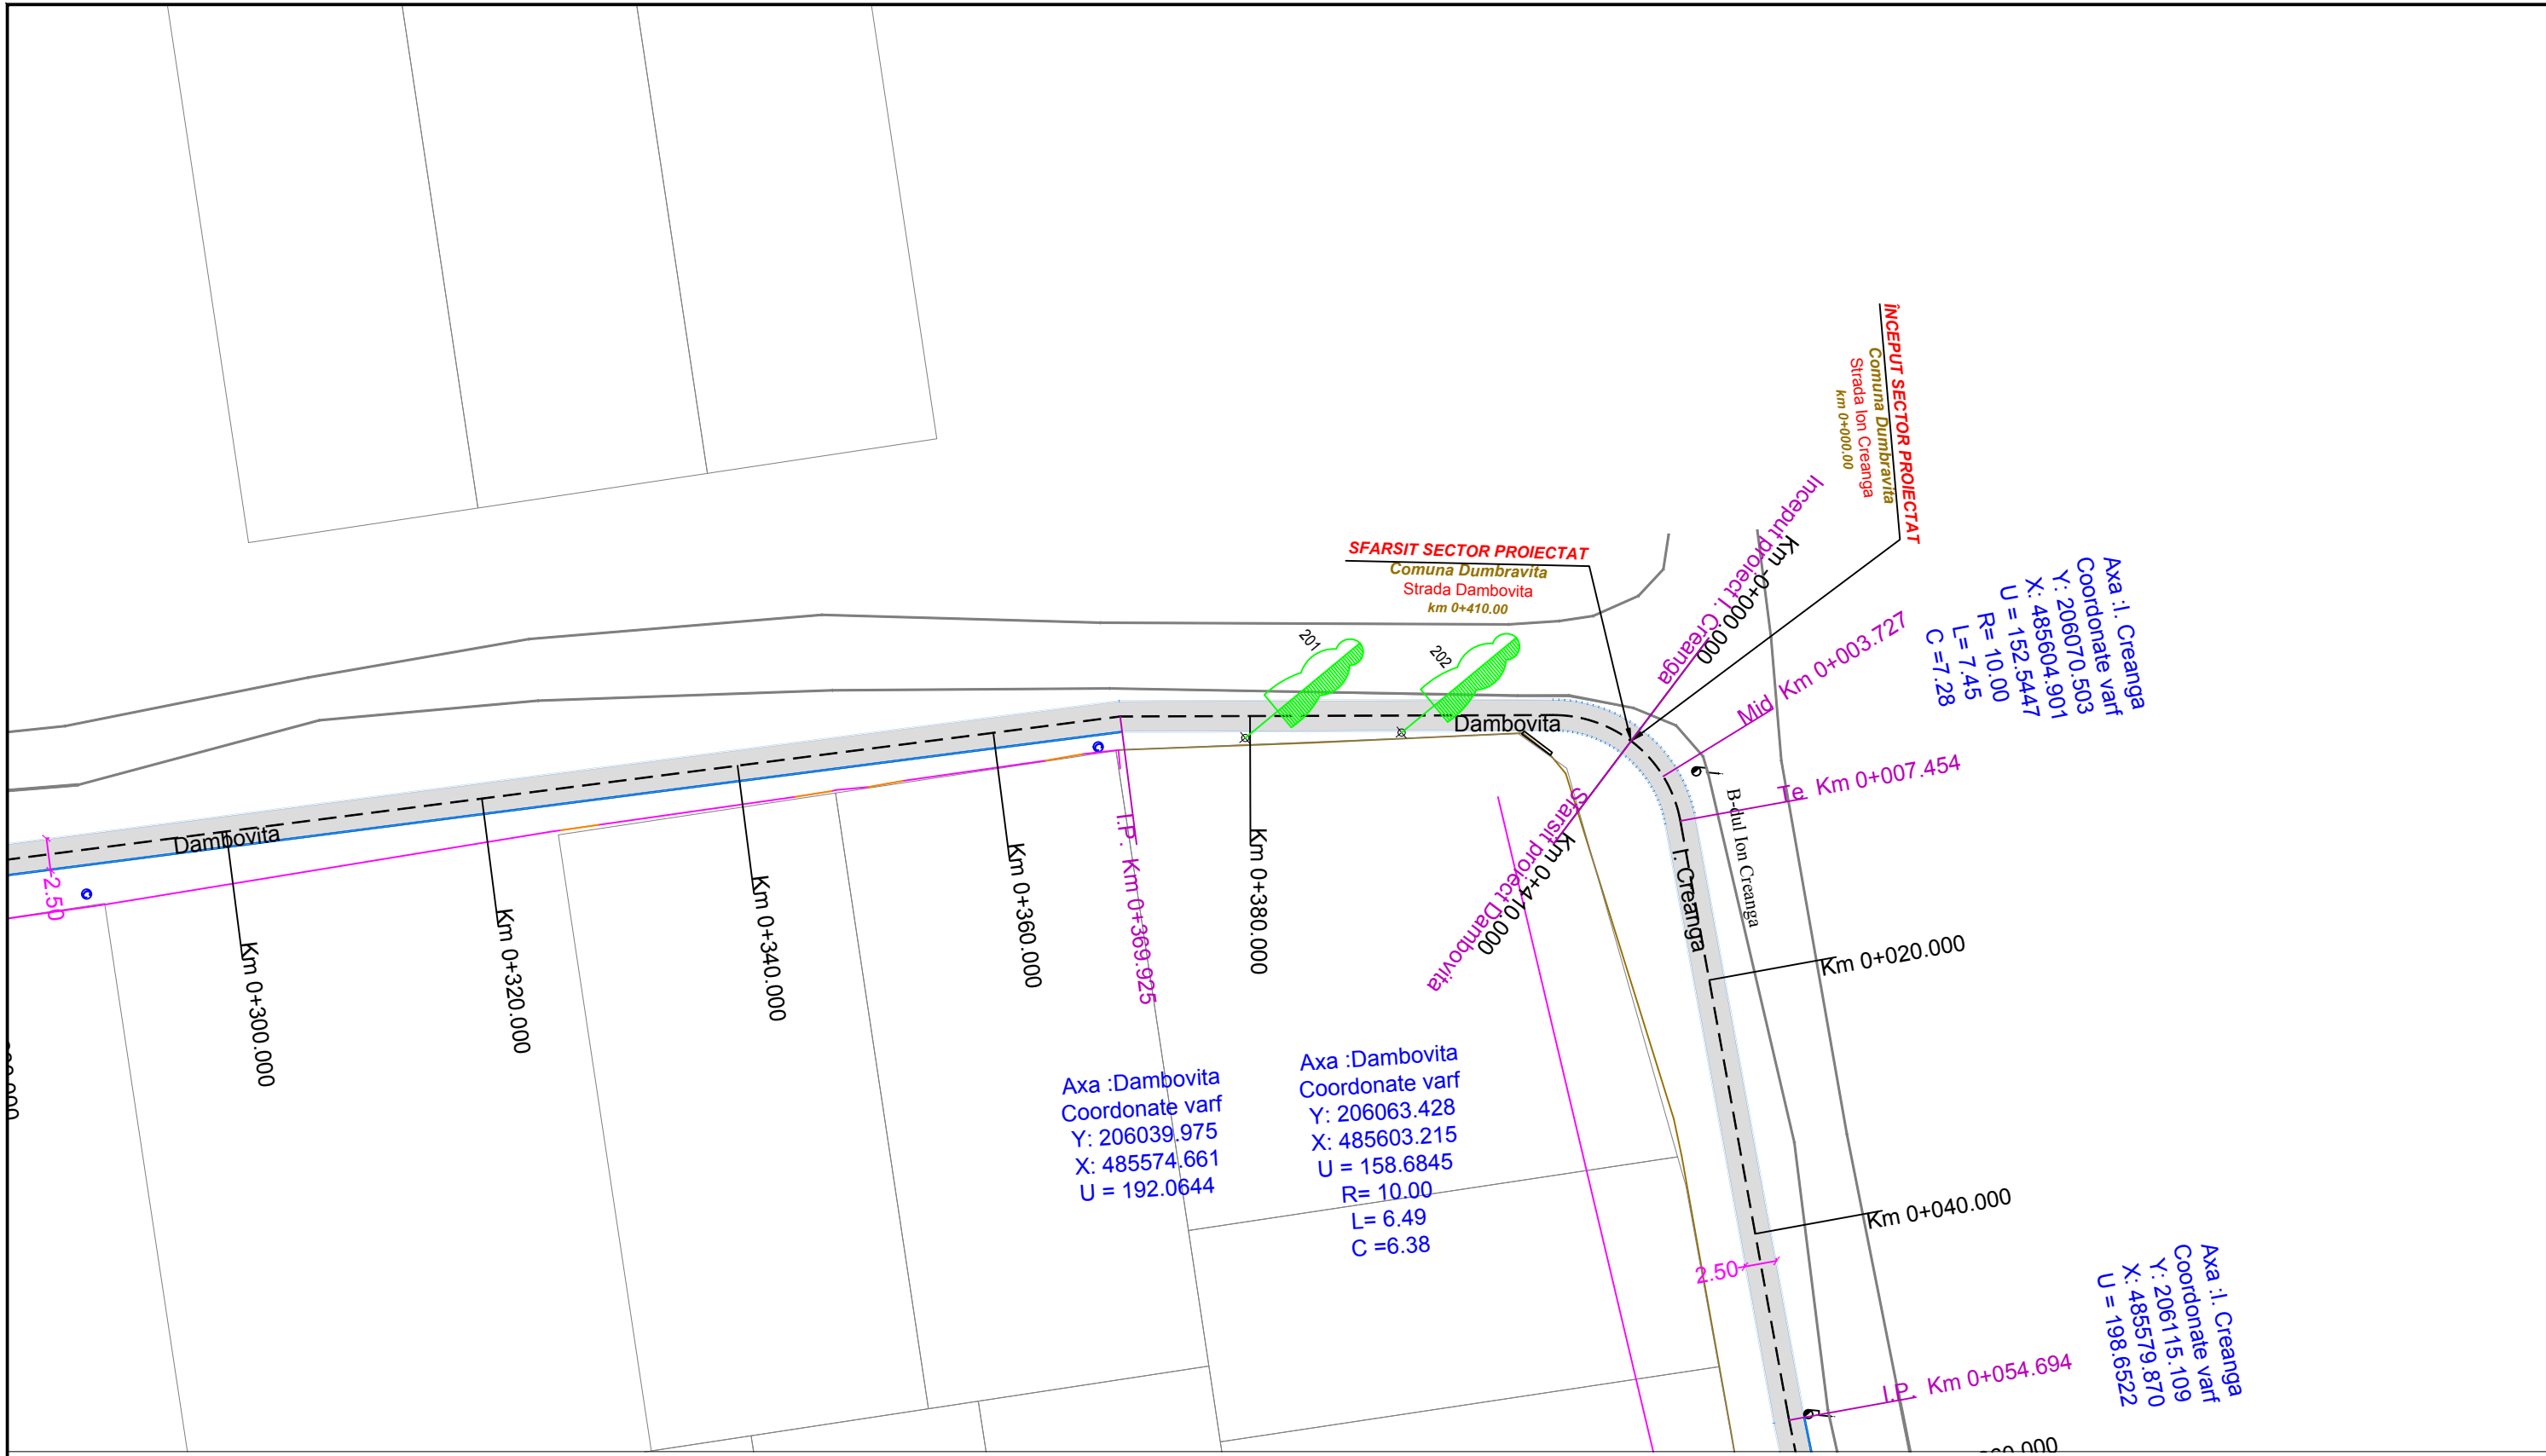 ÎNCEPUT SECTOR PROIECTAT
Comuna Dumbravita
Strada Ion Creanga
km 0+000.00
SFARSIT SECTOR PROIECTAT
Comuna Dumbravita
Strada Dambovita
km 0+410.00
Inceput proiect I. Creanga
Km -0+000.000
Axa :I. Creanga
Coordonate varf
Y: 206070.503
X: 485604.901
U = 152.5447
R= 10.00
L= 7.45
C =7.28
201
202
Mid Km 0+003.727
Te Km 0+007.454
Dambovita
Dambovita
2.50
Km 0+300.000
Km 0+320.000
Km 0+340.000
Km 0+360.000
I.P. Km 0+369.925
Km 0+380.000
Sfarsit proiect Dambovita
Km 0+410.000
I. Creanga
B-dul Ion Creanga
Km 0+020.000
Axa :Dambovita
Coordonate varf
Y: 206039.975
X: 485574.661
U = 192.0644
Axa :Dambovita
Coordonate varf
Y: 206063.428
X: 485603.215
U = 158.6845
R= 10.00
L= 6.49
C =6.38
Km 0+040.000
2.50
Axa :I. Creanga
Coordonate varf
Y: 206115.109
X: 485579.870
U = 198.6522
I.P. Km 0+054.694